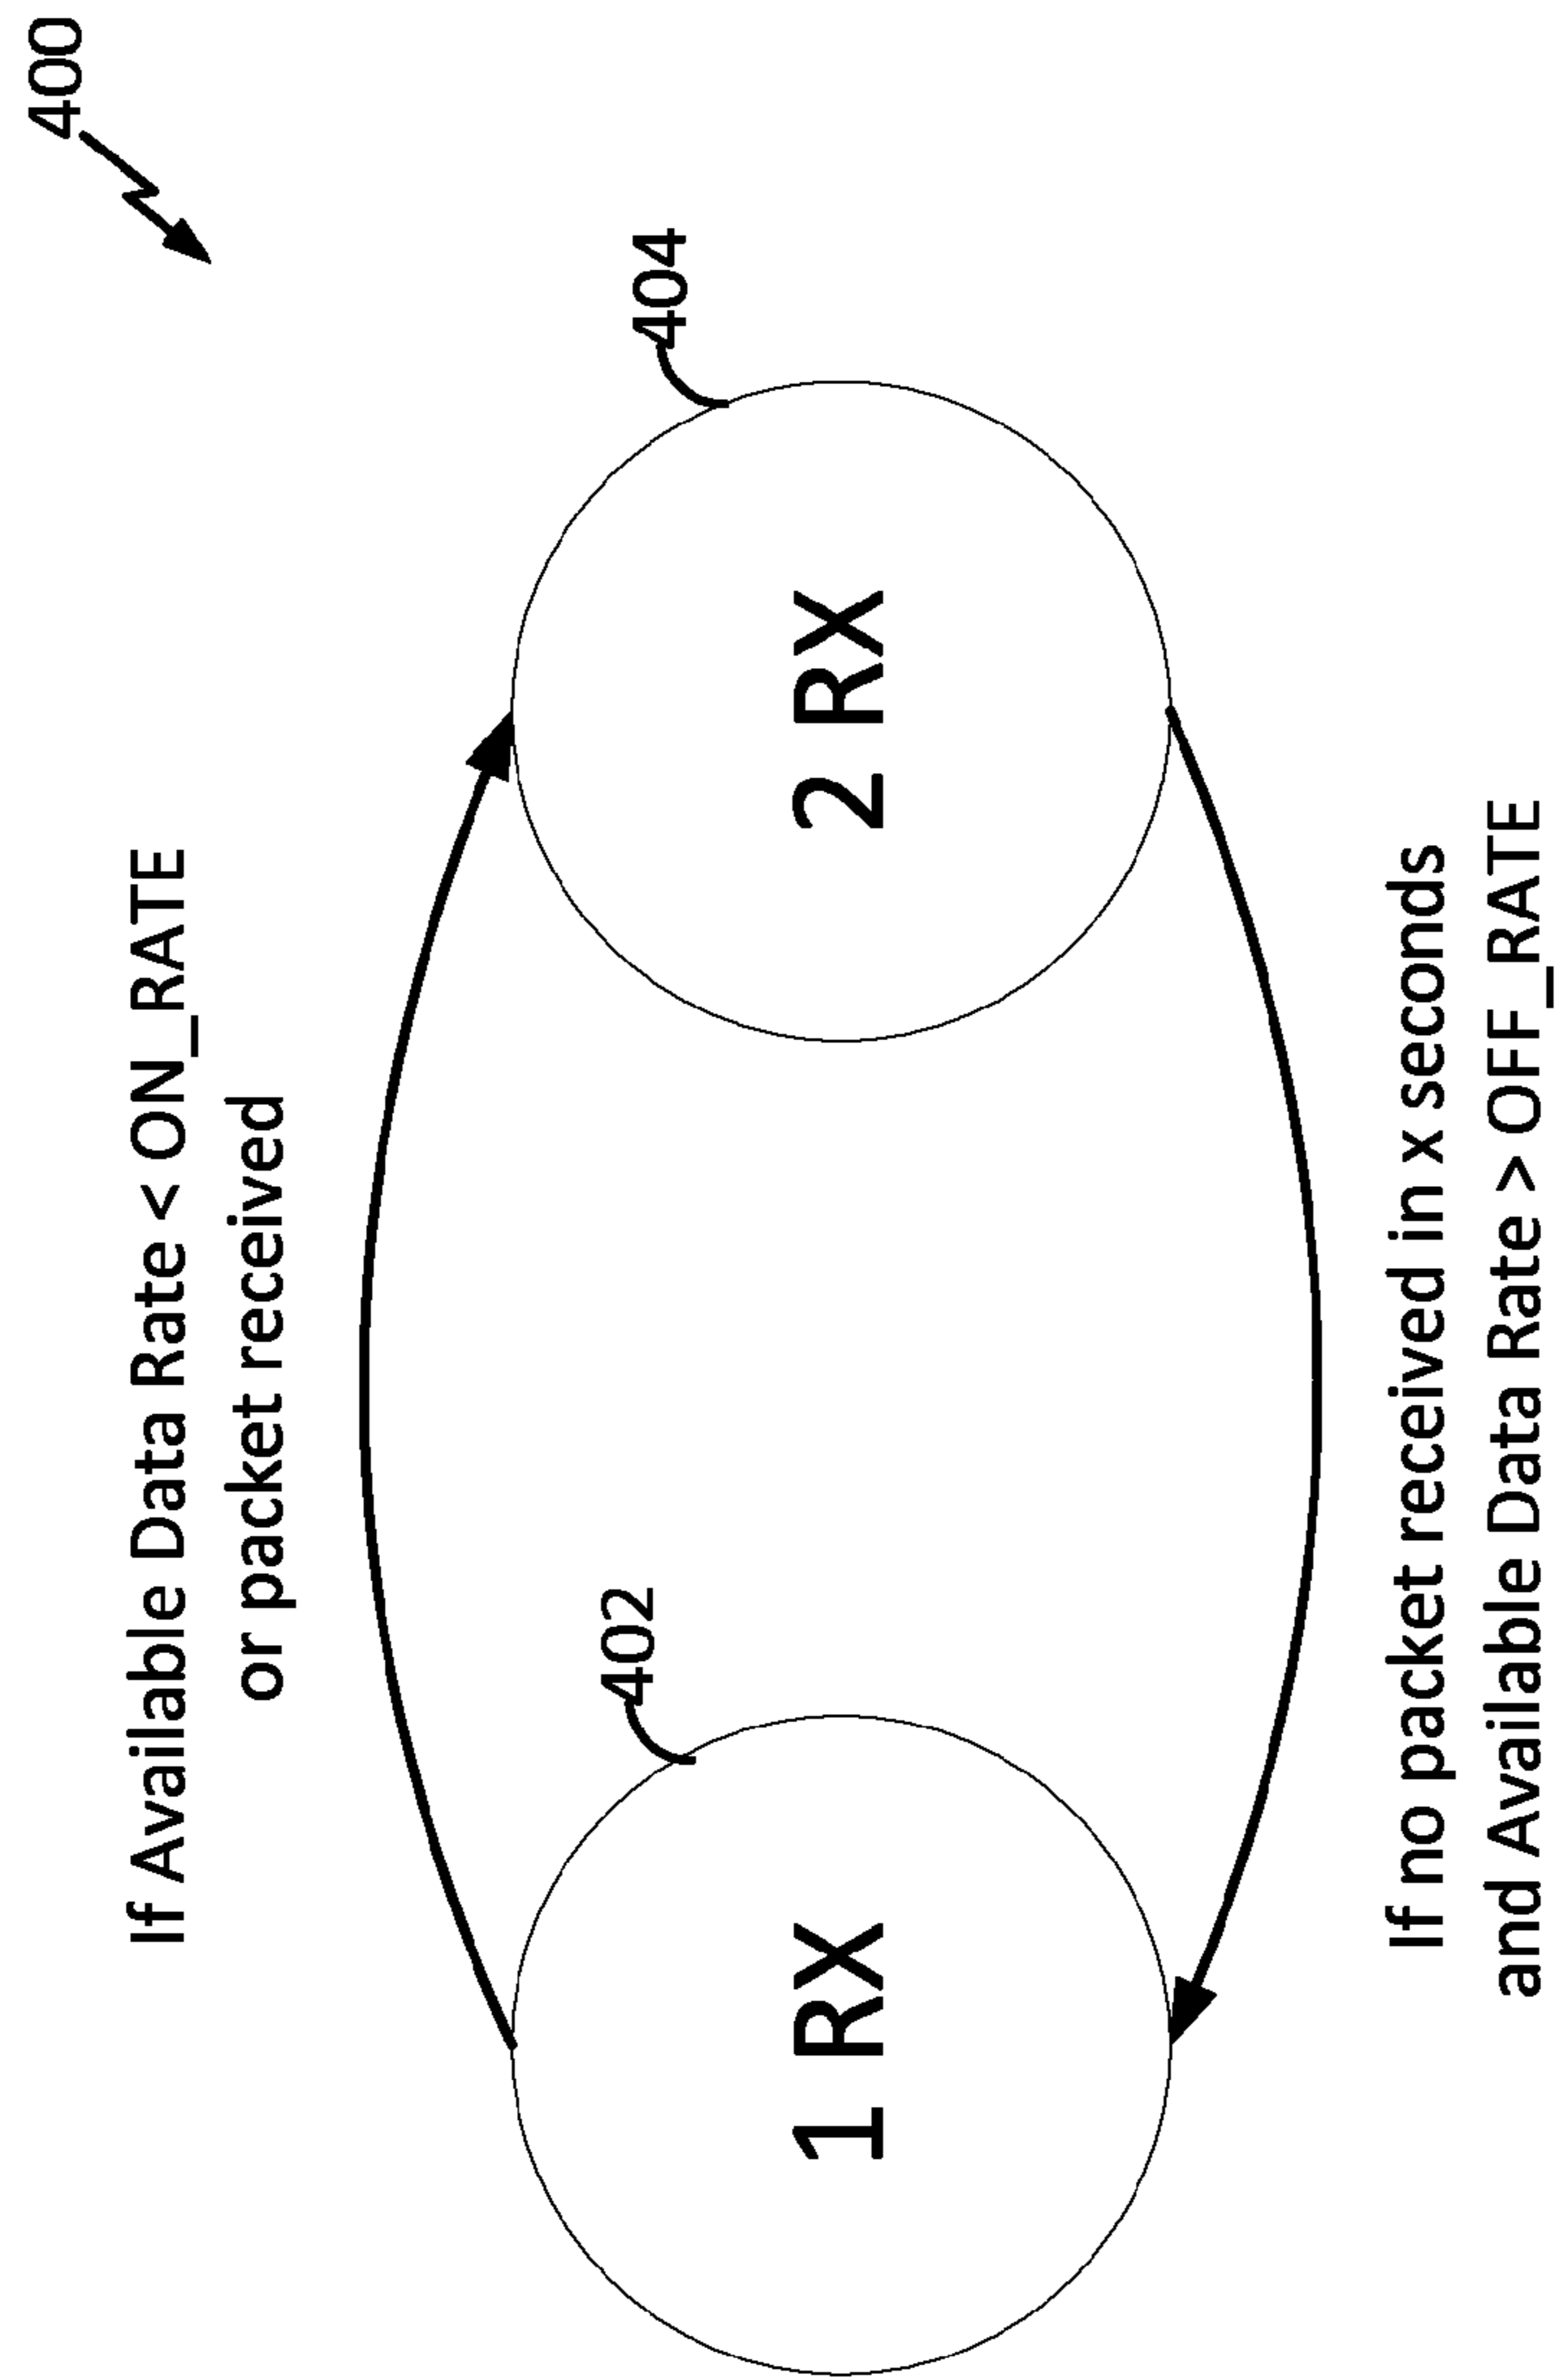 400
If Available Data Rate < ON_RATE
or packet received
402
404
1 RX
2 RX
If no packet received in x seconds
and Available Data Rate > OFF_RATE